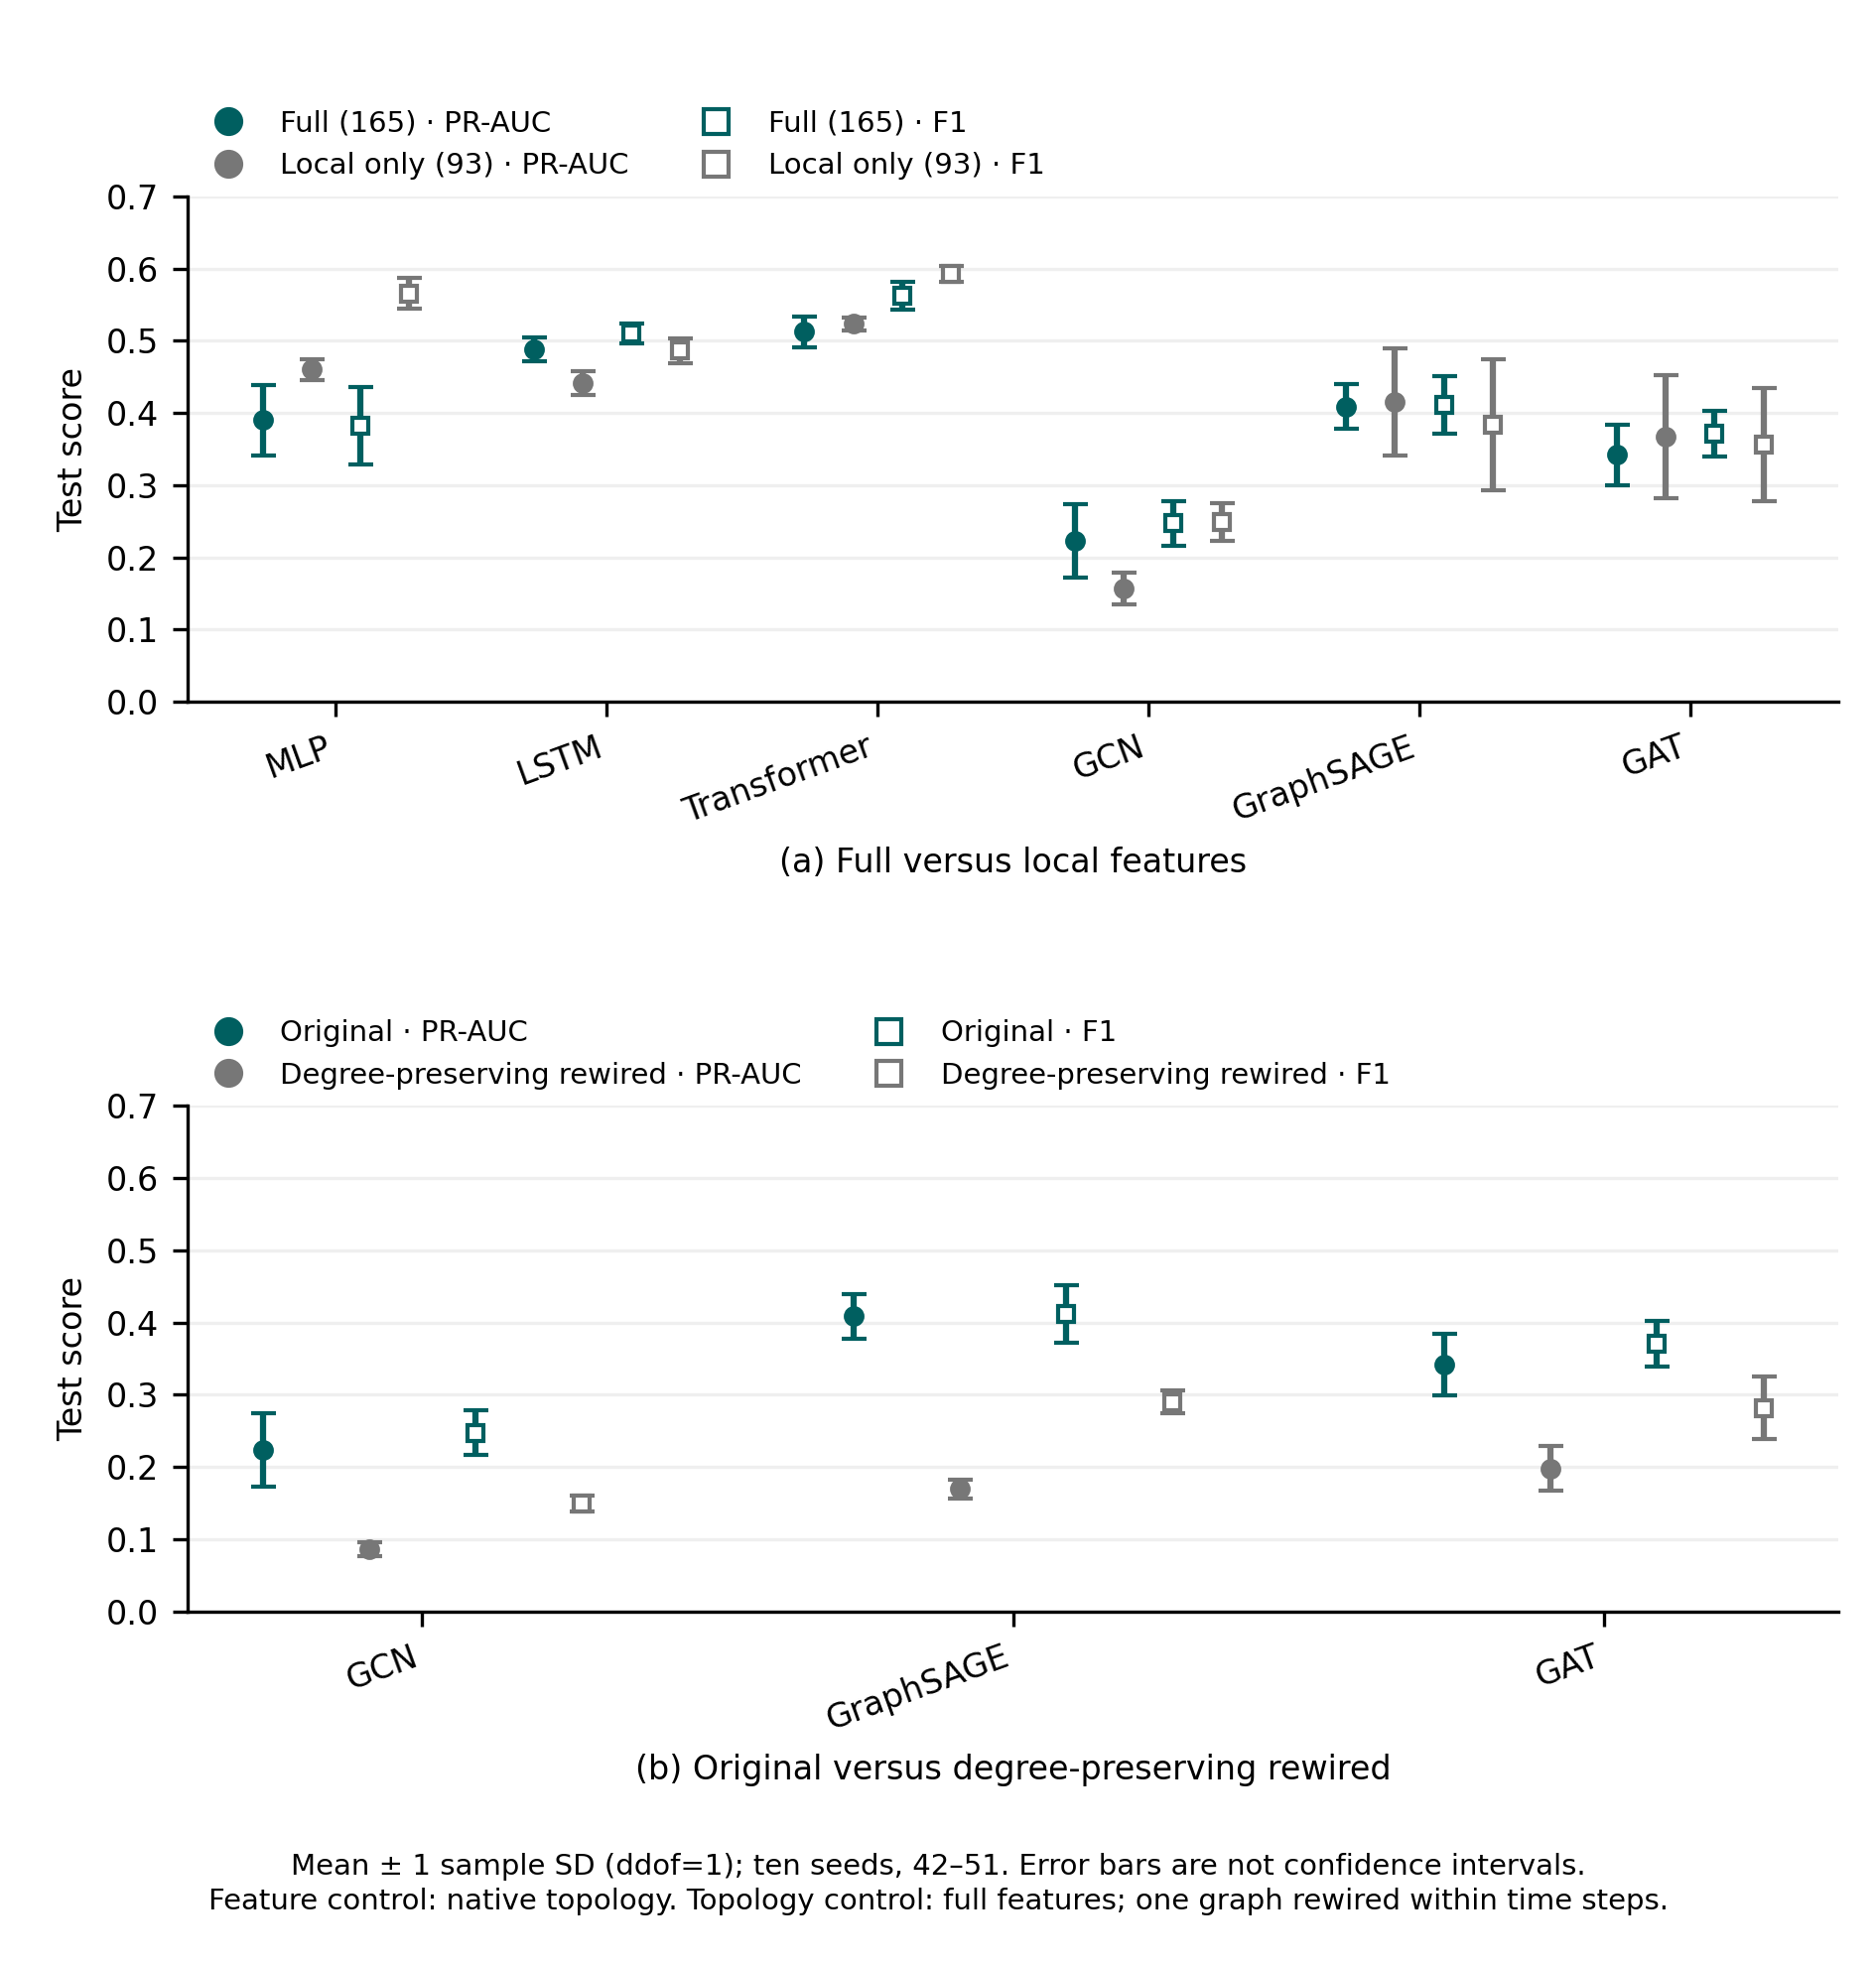 Full (165) · PR-AUC
Full (165) · F1
Local only (93) · PR-AUC
Local only (93) · F1
0.7
0.6
0.5
0.4
0.3
0.2
0.1
0.0
Test score
MLP
LSTM
Transformer
GCN
GraphSAGE
GAT
(a) Full versus local features
Original · PR-AUC
Original · F1
Degree-preserving rewired · PR-AUC
Degree-preserving rewired · F1
0.7
0.6
0.5
0.4
0.3
0.2
0.1
0.0
Test score
GCN
GraphSAGE
GAT
(b) Original versus degree-preserving rewired
Mean ± 1 sample SD (ddof=1); ten seeds, 42–51. Error bars are not confidence intervals.
Feature control: native topology. Topology control: full features; one graph rewired within time steps.